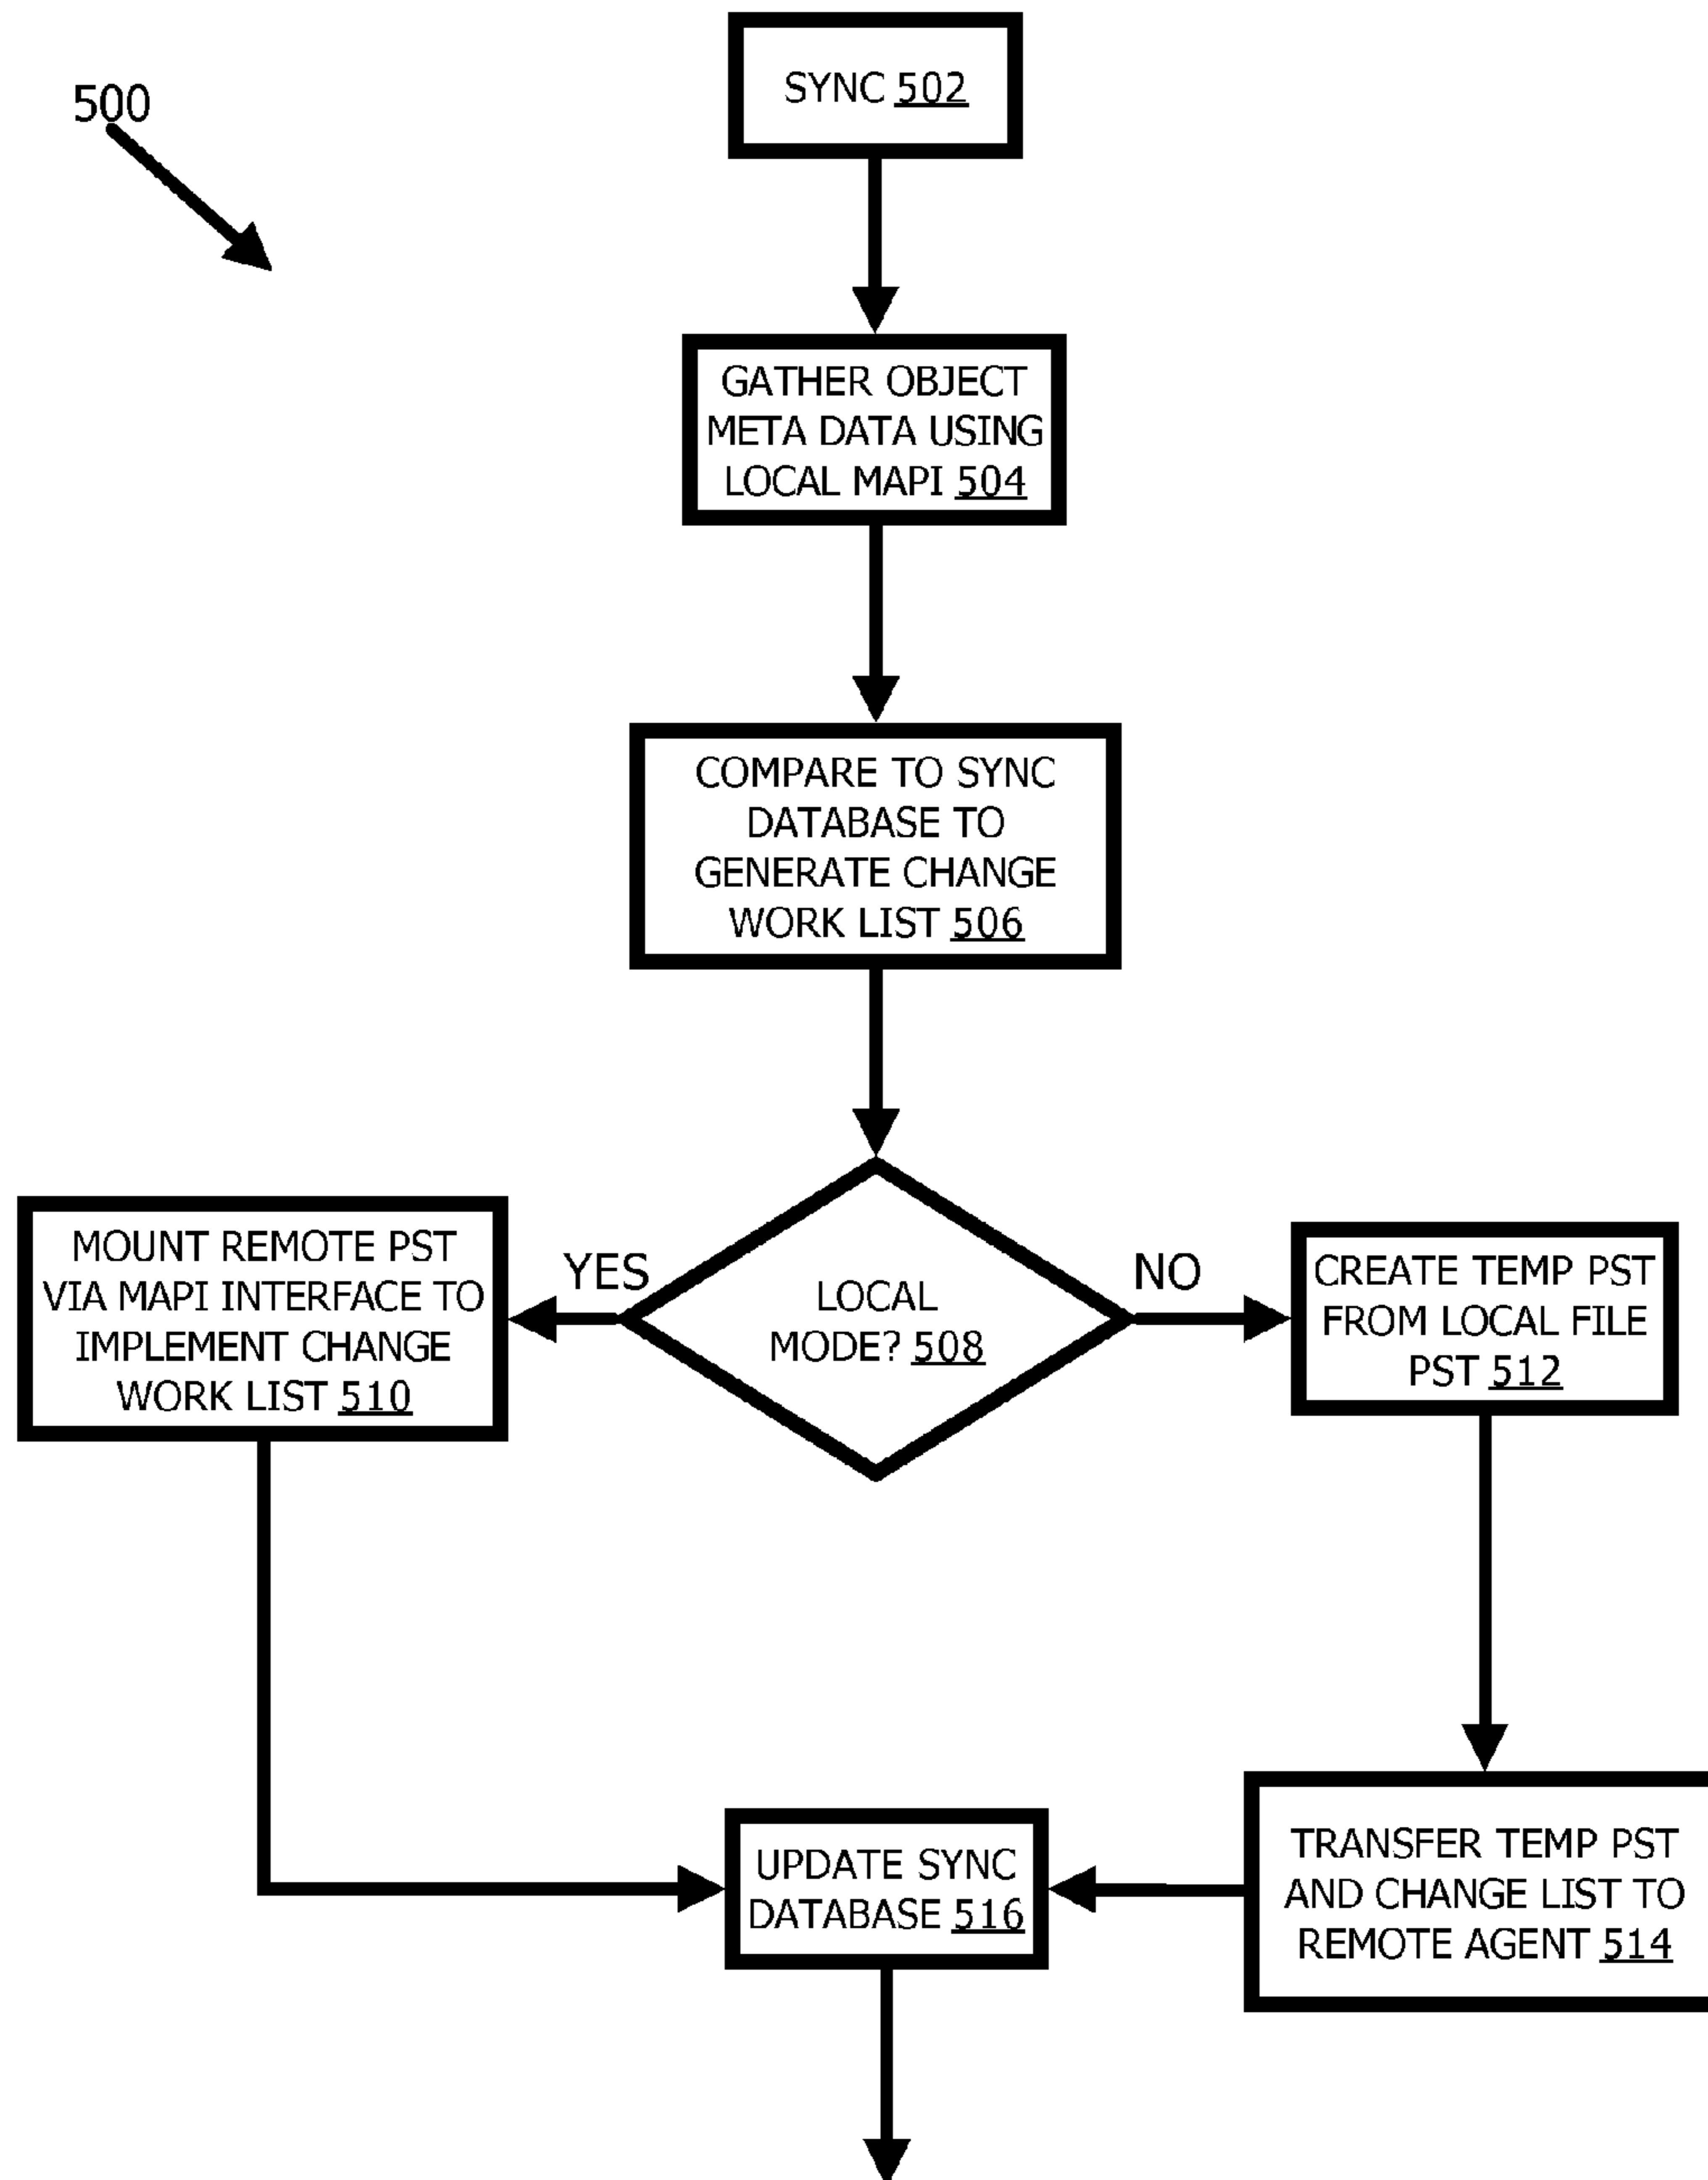 500
SYNC 502
GATHER OBJECT
META DATA USING
LOCAL MAPI 504
COMPARE TO SYNC
DATABASE TO
GENERATE CHANGE
WORK LIST 506
MOUNT REMOTE PST
VIA MAPI INTERFACE TO
IMPLEMENT CHANGE
WORK LIST 510
YES
LOCAL
MODE? 508
NO
CREATE TEMP PST
FROM LOCAL FILE
PST 512
UPDATE SYNC
DATABASE 516
TRANSFER TEMP PST
AND CHANGE LIST TO
REMOTE AGENT 514